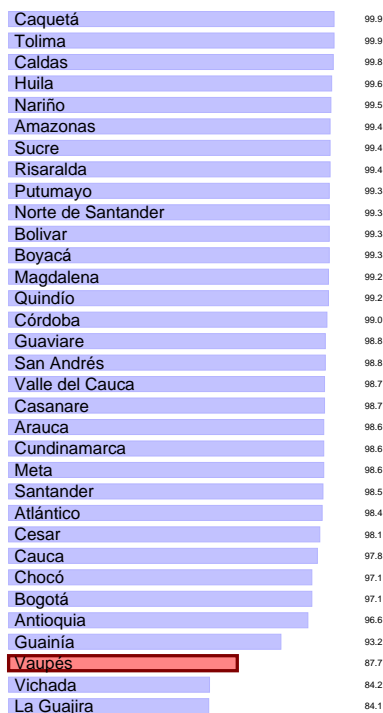 Caquetá 99.9
Tolima 99.9
Caldas 99.8
Huila 99.6
Nariño 99.5
Amazonas 99.4
Sucre 99.4
Risaralda 99.4
Putumayo 99.3
Norte de Santander 99.3
Bolivar 99.3
Boyacá 99.3
Magdalena 99.2
Quindío 99.2
Córdoba 99.0
Guaviare 98.8
San Andrés 98.8
Valle del Cauca 98.7
Casanare 98.7
Arauca 98.6
Cundinamarca 98.6
Meta 98.6
Santander 98.5
Atlántico 98.4
Cesar 98.1
Cauca 97.8
Chocó 97.1
Bogotá 97.1
Antioquia 96.6
Guainía 93.2
Vaupés 87.7
Vichada 84.2
La Guajira 84.1